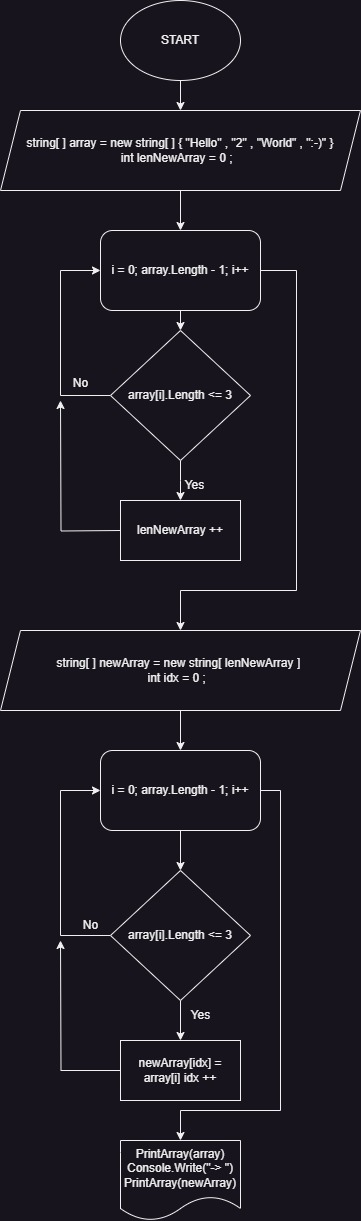 START
string[ ] array = new string[ ] { "Hello" , "2" , "World" , ":-)" }
int lenNewArray = 0 ;
i = 0; array.Length - 1; i++
No
array[i].Length <= 3
Yes
lenNewArray ++
string[ ] newArray = new string[ lenNewArray ]
int idx = 0 ;
i = 0; array.Length - 1; i++
No
array[i].Length <= 3
Yes
newArray[idx] =
array[i] idx ++
PrintArray(array)
Console.Write("-> ")
PrintArray(newArray)